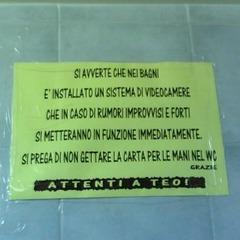 SI AVVERTE CHE NEI BAGNI
E' INSTALLATO UN SISTEMA DI VIDEOCAMERE
CHE IN CASO DI RUMORI IMPROVVISI E FORTI
SI METTERANNO IN FUNZIONE IMMEDIATAMENTE.
SI PREGA DI NON GETTARE LA CARTA PER LE MANI NEL WC
GRAZIE
ATTENTI A TEOI